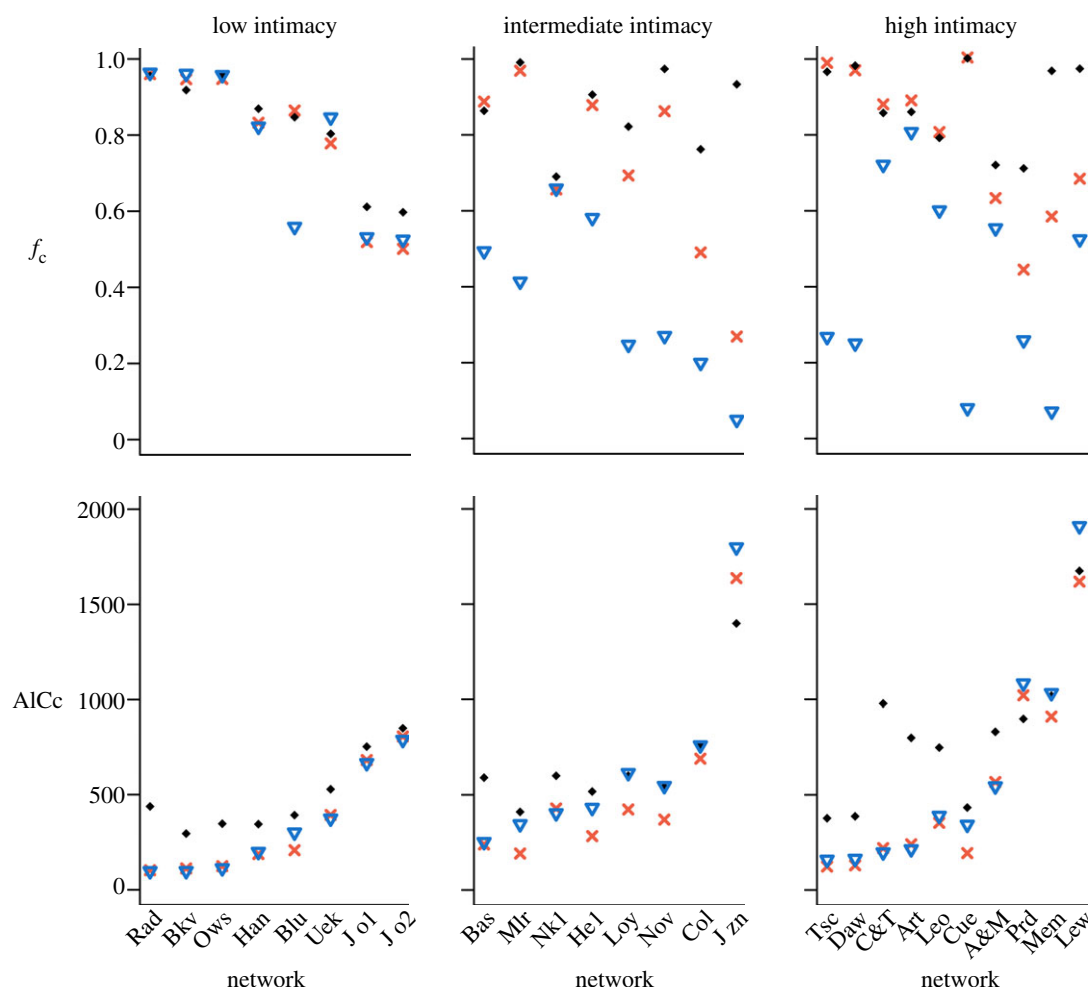 low intimacy intermediate intimacy high intimacy
1.0
0.8
0.6
fc
0.4
0.2
0
2000
1500
AICc 1000
500
0
Rad Bkv Ows Han Blu Uek J o1 J o2 Bas Mlr Nk1 He1 Loy Nov Col J zn Tsc Daw C&T Art Leo Cue A&M Prd Mem Lew
network network network